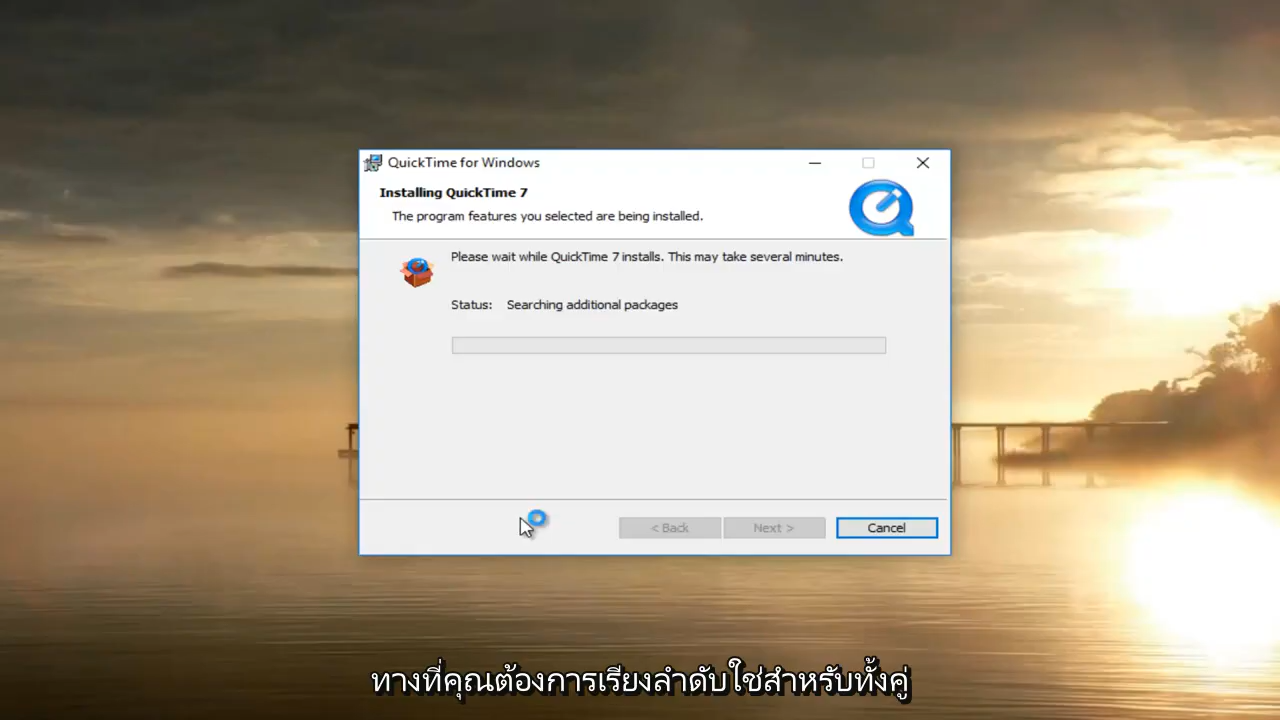 QuickTime for Windows
Installing QuickTime 7
The program features you selected are being installed.
Please wait while QuickTime 7 installs. This may take several minutes.
Status: Searching additional packages
< Back Next > Cancel
ทางที่คุณต้องการเรียงลำดับใช่สำหรับทั้งคู่